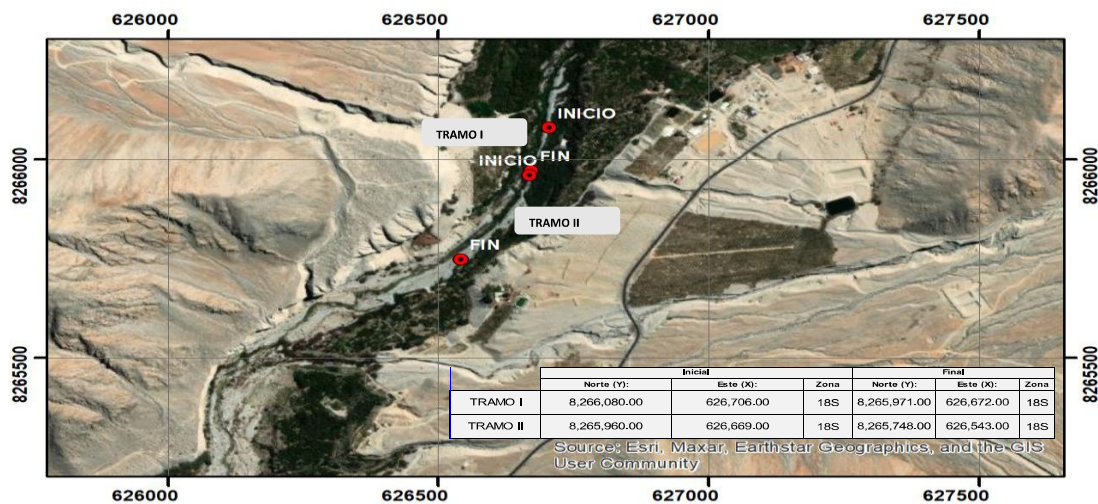 626000 626500 627000 627500
INICIO
TRAMO I
INICIO FIN
8266000 8266000
TRAMO II
FIN
8265500 8265500
Inicial Final
Norte (Y): Este (X): Zona Norte (Y): Este (X): Zona
TRAMO I 8,266,080.00 626,706.00 18S 8,265,971.00 626,672.00 18S
TRAMO II 8,265,960.00 626,669.00 18S 8,265,748.00 626,543.00 18S
Source: Esri, Maxar, Earthstar Geographics, and the GIS
User Community
626000 626500 627000 627500